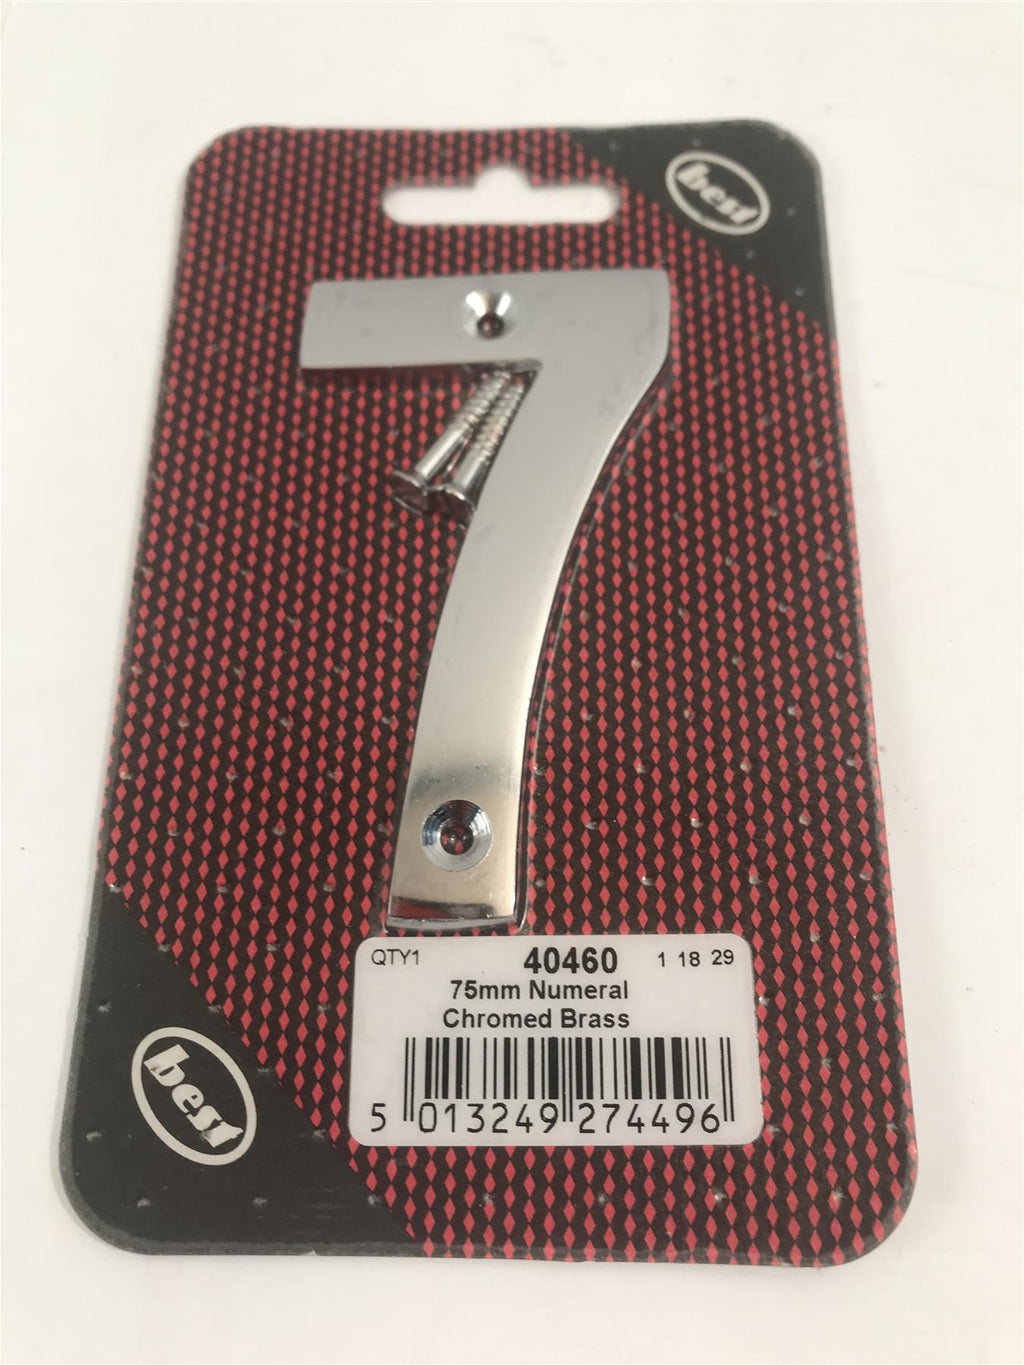 best
7
QTY1 40460 1 18 29
75mm Numeral
Chromed Brass
5 013249 274496
best